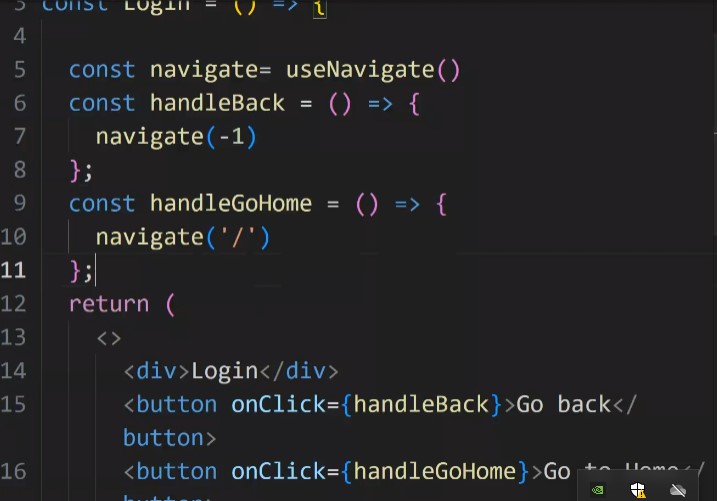 3 const Login = () => {
4
5 const navigate= useNavigate()
6 const handleBack = () => {
7 navigate(-1)
8 };
9 const handleGoHome = () => {
10 navigate('/')
11 };
12 return (
13 <>
14 <div>Login</div>
15 <button onClick={handleBack}>Go back</
button>
16 <button onClick={handleGoHome}>Go to Home</
button>